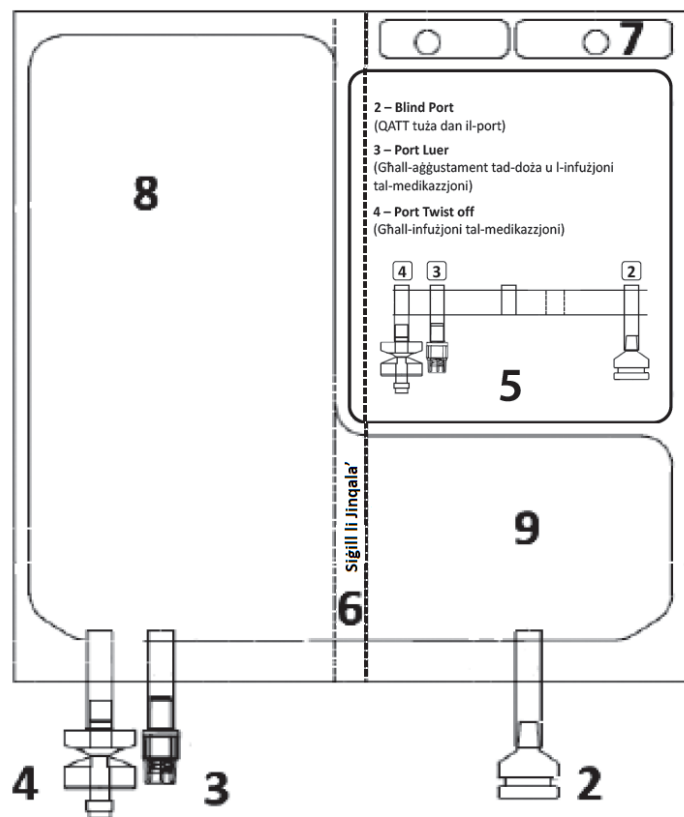 7
2 – Blind Port
(QATT tuża dan il-port)
3 – Port Luer
(Għall-aġġustament tad-doża u l-infużjoni
tal-medikazzjoni)
4 – Port Twist off
(Għall-infużjoni tal-medikazzjoni)
8
4 3 2
5
Siġill li Jinqala’
9
6
4 3 2